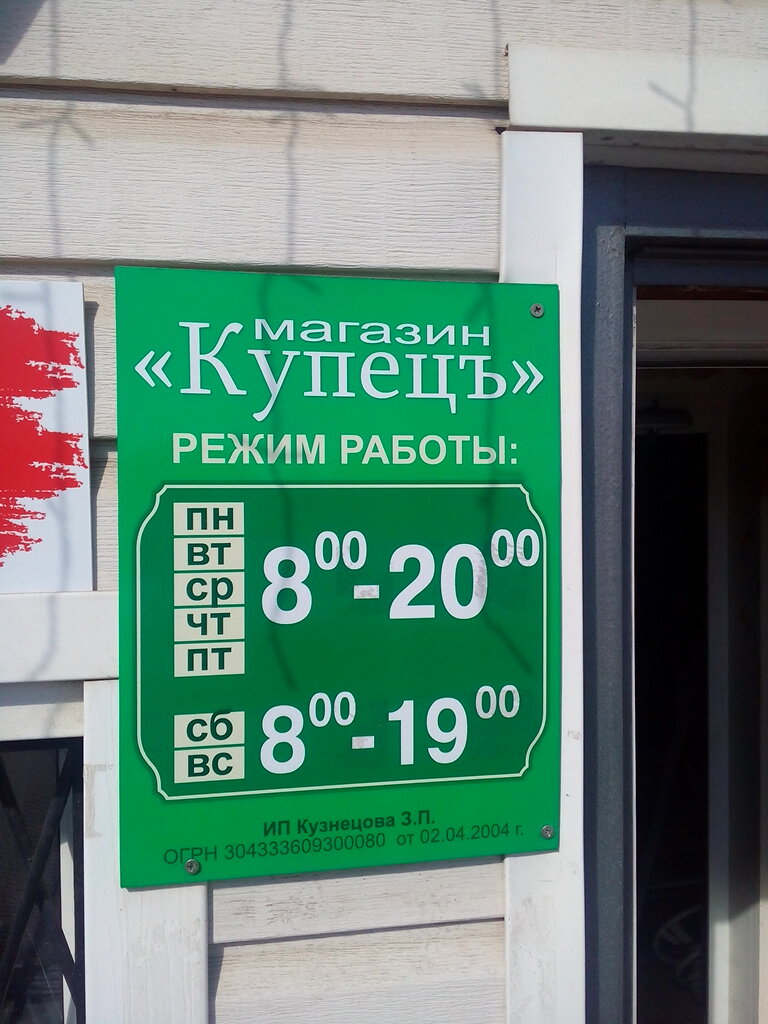 магазин
«Купецъ»
РЕЖИМ РАБОТЫ:
ПН
ВТ
СР
ЧТ
ПТ
8⁰⁰-20⁰⁰
СБ
ВС
8⁰⁰-19⁰⁰
ИП Кузнецова З.П.
ОГРН 304333609300080 от 02.04.2004 г.